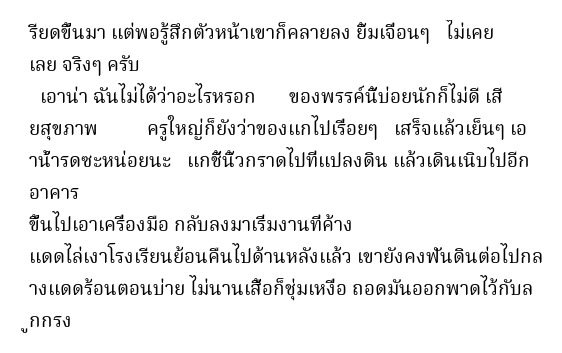 รียดขึ้นมา แต่พอรู้สึกตัวหน้าเขาก็คลายลง ยิ้มเจื่อนๆ ไม่เคย
เลย จริงๆ ครับ
เอาน่า ฉันไม่ได้ว่าอะไรหรอก ของพรรค์นี้บ่อยนักก็ไม่ดี เสี
ยสุขภาพ ครูใหญ่ก็ยังว่าของแกไปเรื่อยๆ เสร็จแล้วเย็นๆ เอ
าน้ำรดซะหน่อยนะ แกชี้นิ้วกราดไปที่แปลงดิน แล้วเดินเนิบไปอีก
อาคาร
ขึ้นไปเอาเครื่องมือ กลับลงมาเริ่มงานที่ค้าง
แดดไล่เงาโรงเรียนย้อนคืนไปด้านหลังแล้ว เขายังคงฟันดินต่อไปกล
างแดดร้อนตอนบ่าย ไม่นานเสื้อก็ชุ่มเหงื่อ ถอดมันออกพาดไว้กับล
ูกกรง